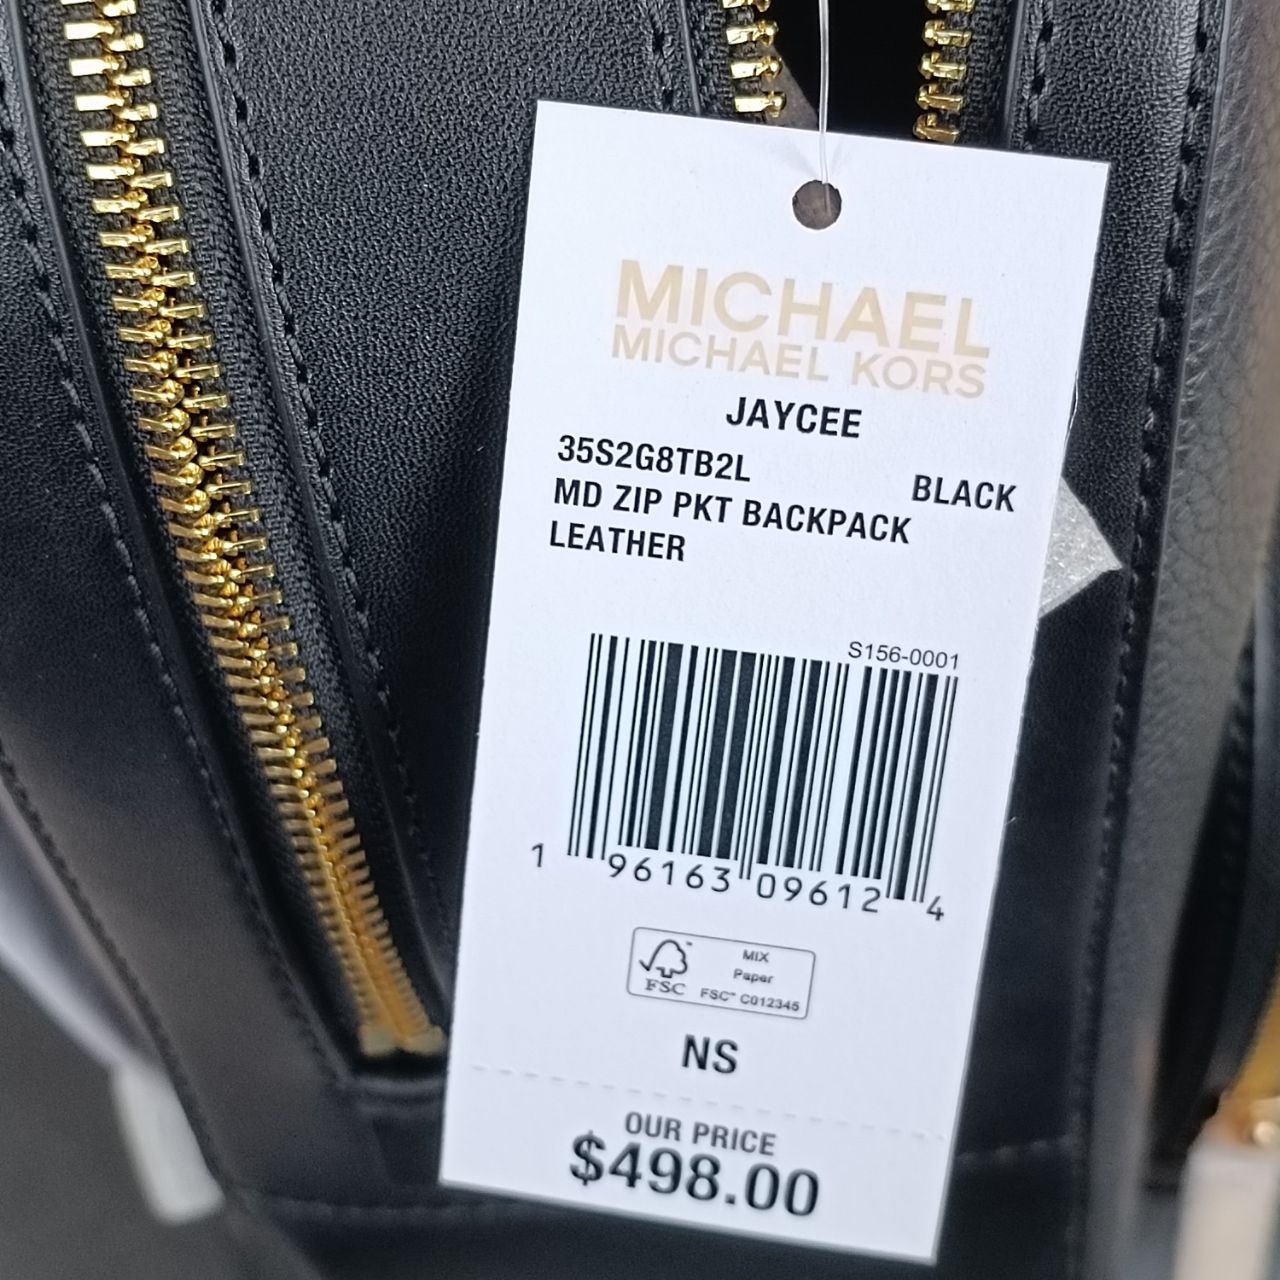 MICHAEL
MICHAEL KORS
JAYCEE
35S2G8TB2L BLACK
MD ZIP PKT BACKPACK
LEATHER
S156-0001
1 96163 09612 4
FSC
MIX
Paper
FSC™ C012345
NS
OUR PRICE
$498.00